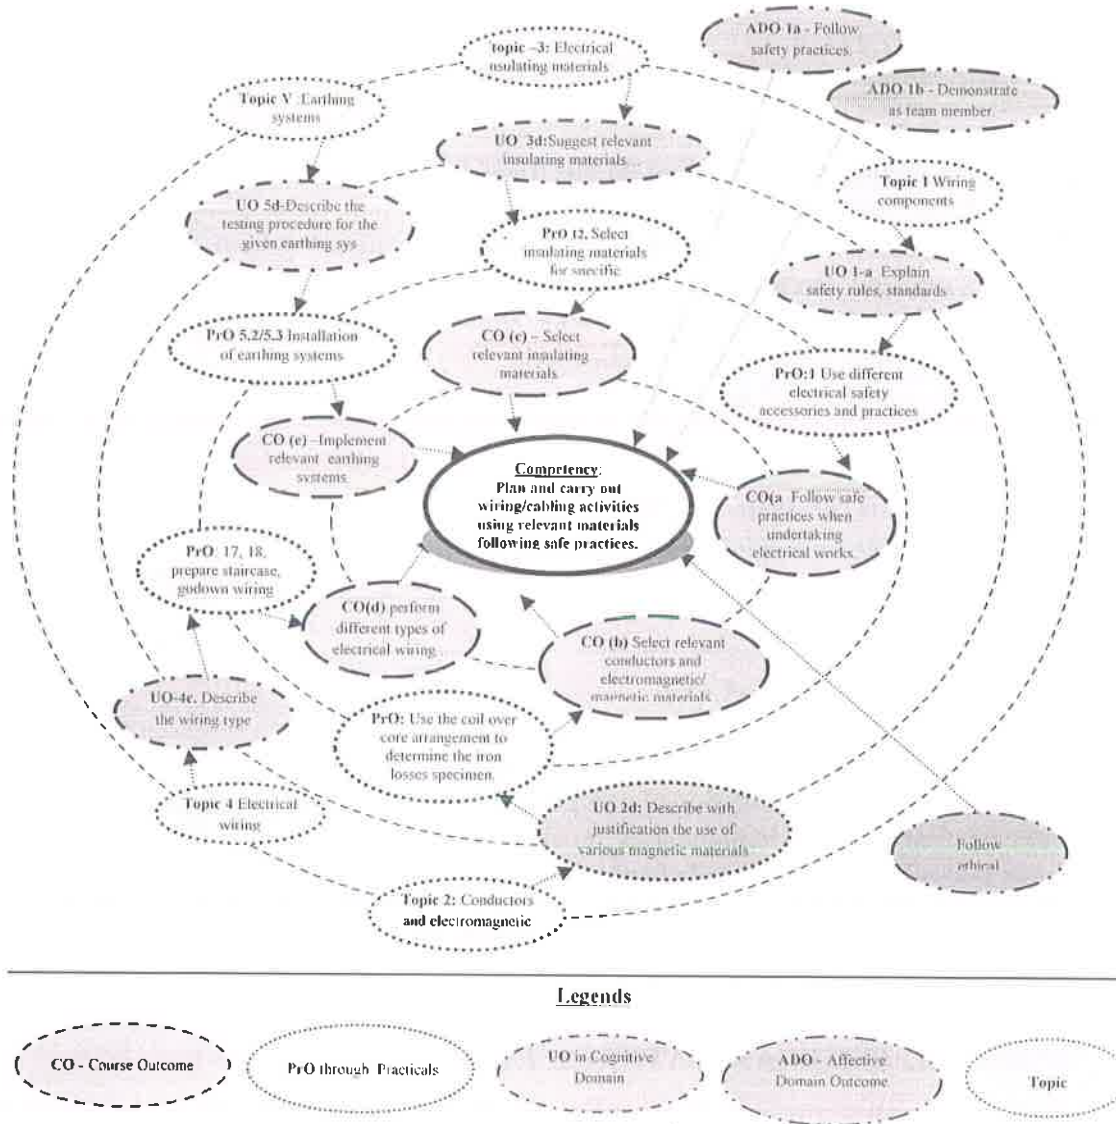 ADO 1a - Follow
safety practices.
topic –3: Electrical
nsulating materials
ADO 1b - Demonstrate
as team member.
Topic V Earthing
systems
UO 3d:Suggest relevant
insulating materials...
Topic I Wiring
components
UO 5d-Describe the
testing procedure for the
given earthing sys
PrO 12. Select
insulating materials
for specific
UO 1-a Explain
safety rules, standards
PrO 5.2/5.3 Installation
of earthing systems
CO (c) – Select
relevant insulating
materials.
PrO:1 Use different
electrical safety
accessories and practices
CO (e) –Implement
relevant earthing
systems.
Competency:
Plan and carry out
wiring/cabling activities
using relevant materials
following safe practices.
CO(a Follow safe
practices when
undertaking
electrical works.
PrO: 17, 18,
prepare staircase,
godown wiring
CO(d) perform
different types of
electrical wiring
CO (b) Select relevant
conductors and
electromagnetic/
magnetic materials
UO-4c. Describe
the wiring type
PrO: Use the coil over
core arrangement to
determine the iron
losses specimen.
Topic 4 Electrical
wiring
UO 2d: Describe with
justification the use of
various magnetic materials
Follow
ethical
Topic 2: Conductors
and electromagnetic
Legends
CO - Course Outcome
PrO through Practicals
UO in Cognitive
Domain
ADO - Affective
Domain Outcome
Topic